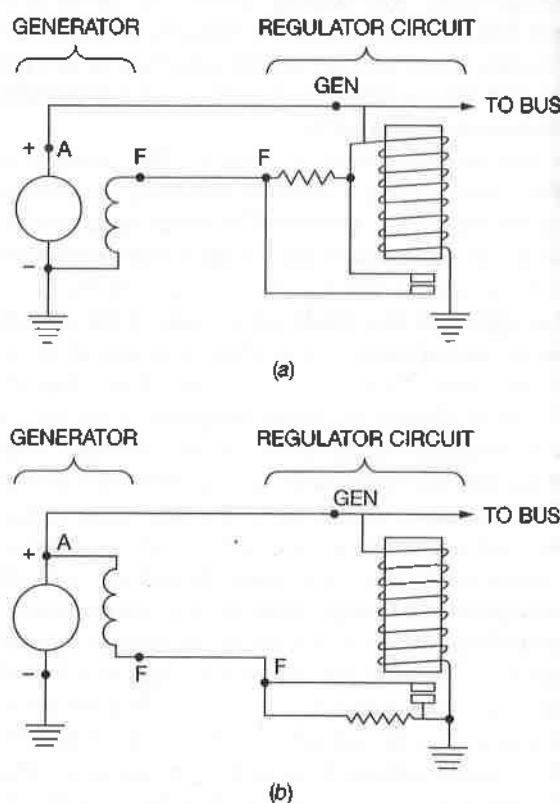 GENERATOR REGULATOR CIRCUIT
GEN
TO BUS
+ A F F
−
(a)
GENERATOR REGULATOR CIRCUIT
GEN
TO BUS
+ A
− F F
(b)